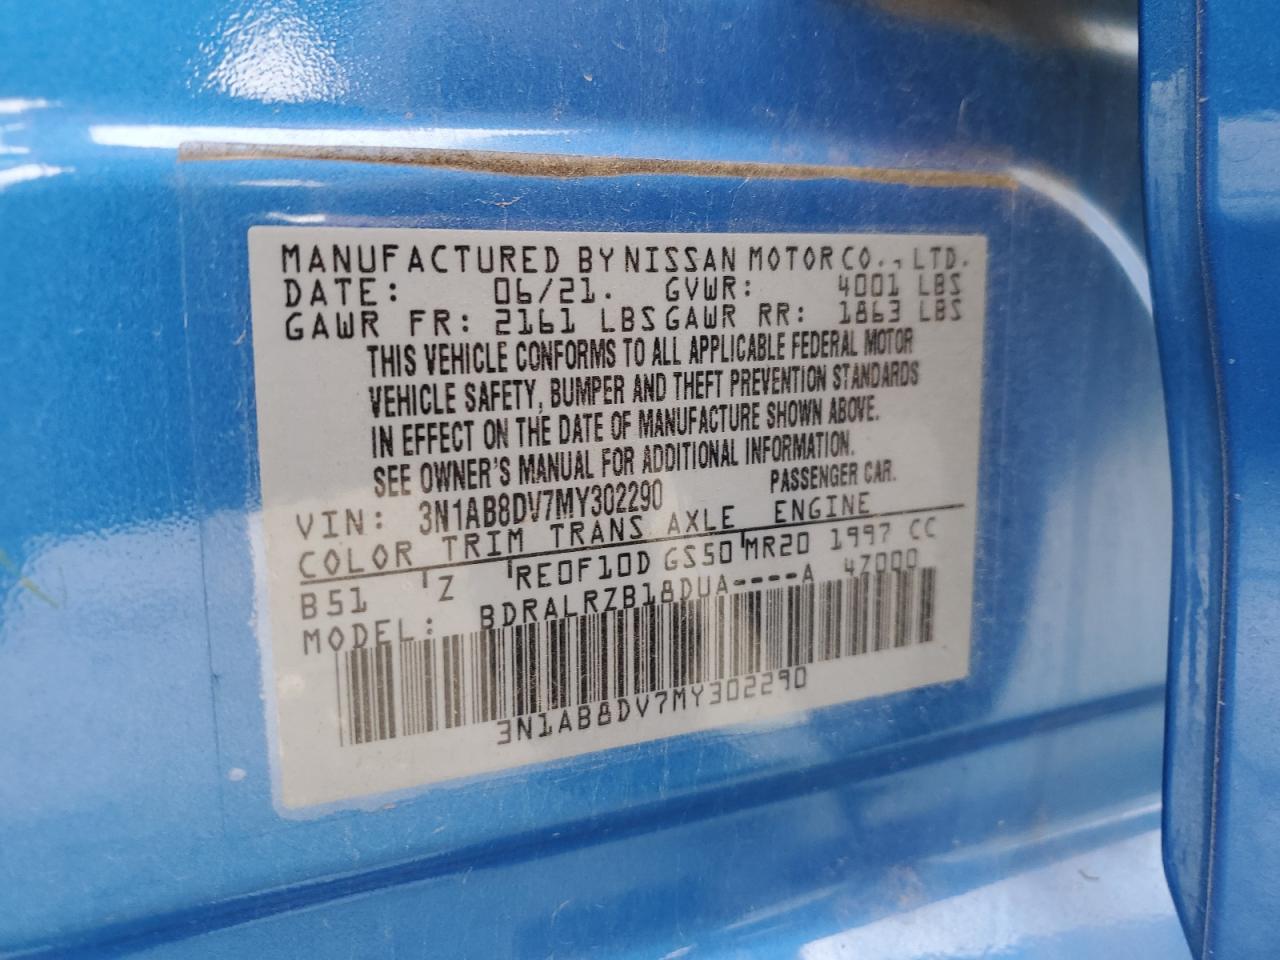 MANUFACTURED BY NISSAN MOTOR CO., LTD.
DATE: 06/21. GVWR: 4001 LBS
GAWR FR: 2161 LBS GAWR RR: 1863 LBS
THIS VEHICLE CONFORMS TO ALL APPLICABLE FEDERAL MOTOR
VEHICLE SAFETY, BUMPER AND THEFT PREVENTION STANDARDS
IN EFFECT ON THE DATE OF MANUFACTURE SHOWN ABOVE.
SEE OWNER'S MANUAL FOR ADDITIONAL INFORMATION.
VIN: 3N1AB8DV7MY302290 PASSENGER CAR.
COLOR TRIM TRANS AXLE ENGINE
B51 Z RE0F10D GS50 MR20 1997 CC
MODEL: BDRALRZB18DUA----A 47000
3N1AB8DV7MY302290